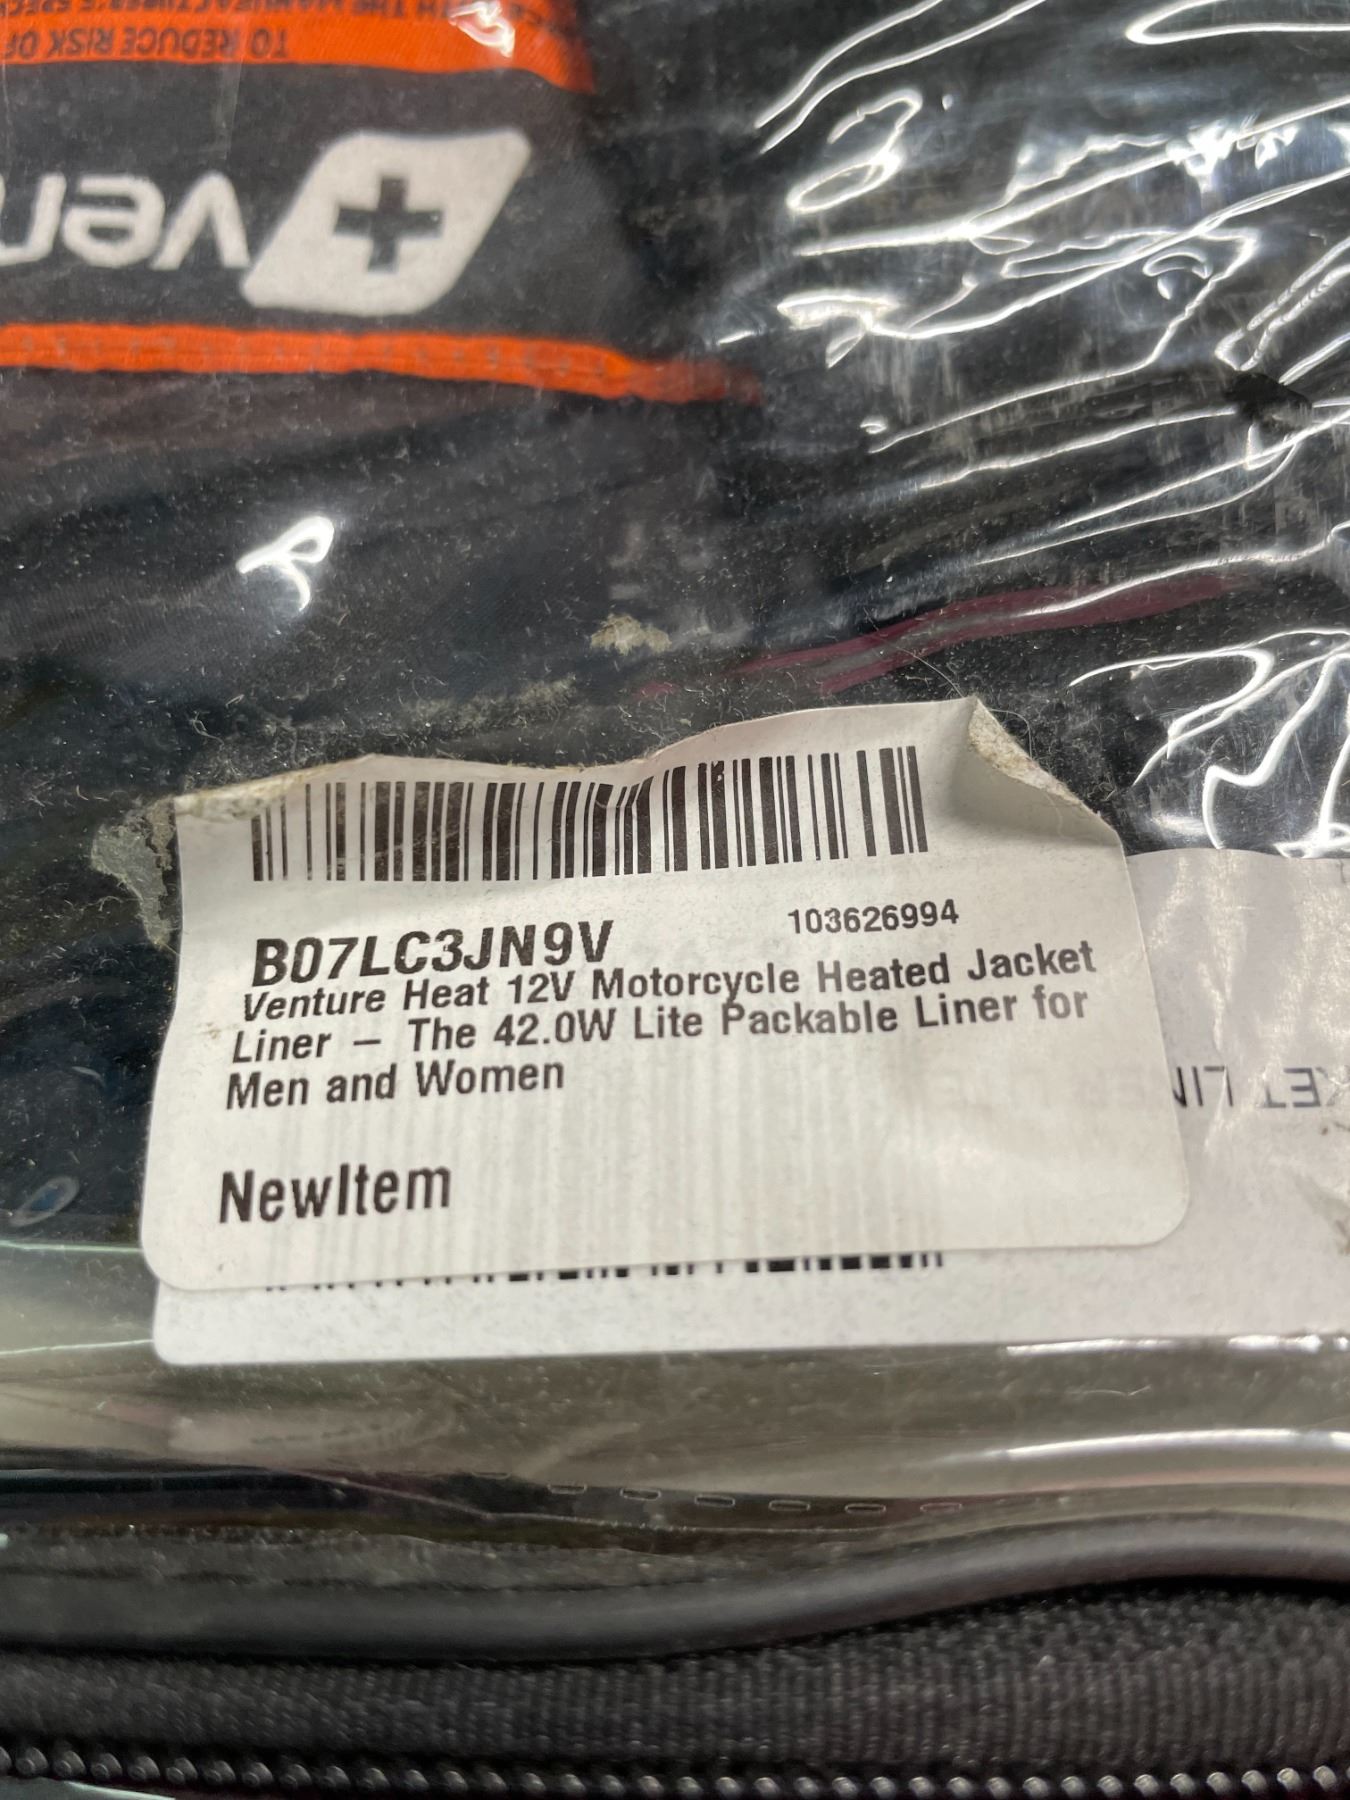 TO REDUCE RISK OF
B07LC3JN9V
103626994
Venture Heat 12V Motorcycle Heated Jacket
Liner – The 42.0W Lite Packable Liner for
Men and Women
NewItem